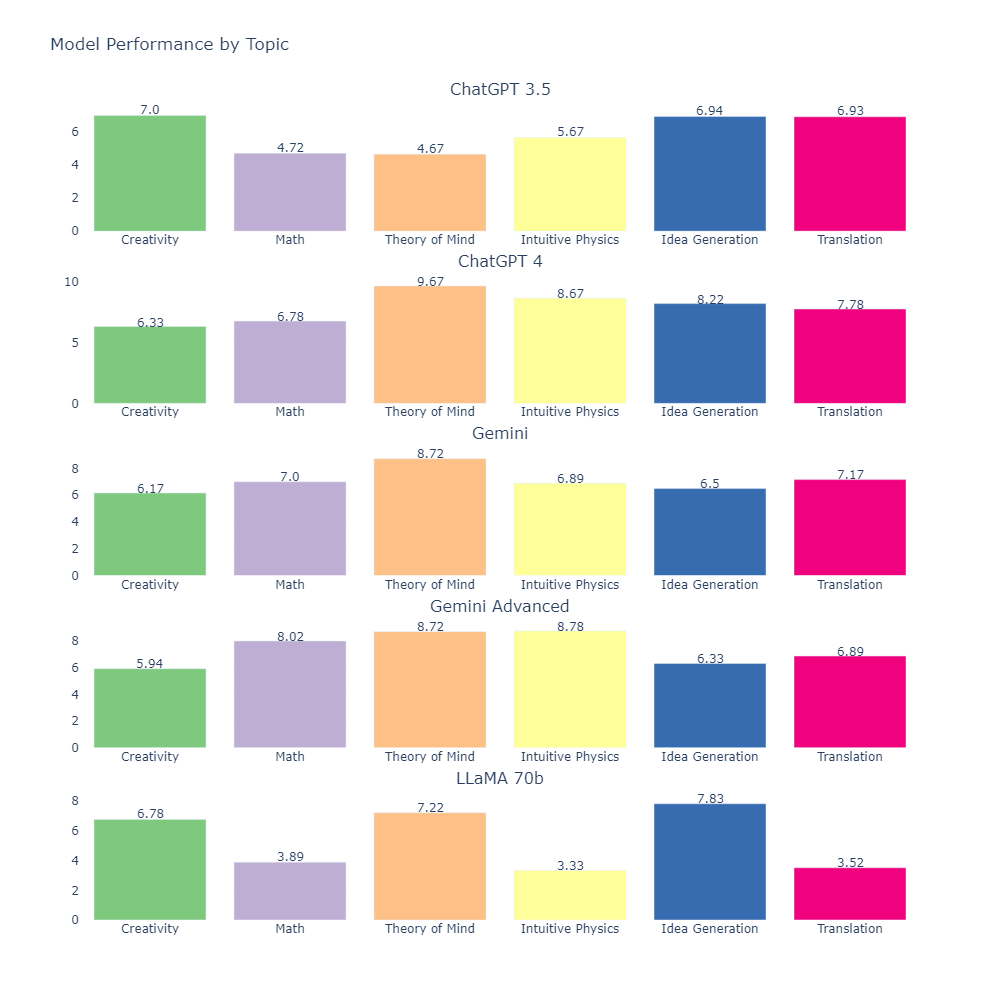 Model Performance by Topic
ChatGPT 3.5
7.0 4.72 4.67 5.67 6.94 6.93
6
4
2
0
Creativity Math Theory of Mind Intuitive Physics Idea Generation Translation
ChatGPT 4
6.33 6.78 9.67 8.67 8.22 7.78
10
5
0
Creativity Math Theory of Mind Intuitive Physics Idea Generation Translation
Gemini
6.17 7.0 8.72 6.89 6.5 7.17
8
6
4
2
0
Creativity Math Theory of Mind Intuitive Physics Idea Generation Translation
Gemini Advanced
5.94 8.02 8.72 8.78 6.33 6.89
8
6
4
2
0
Creativity Math Theory of Mind Intuitive Physics Idea Generation Translation
LLaMA 70b
6.78 3.89 7.22 3.33 7.83 3.52
8
6
4
2
0
Creativity Math Theory of Mind Intuitive Physics Idea Generation Translation